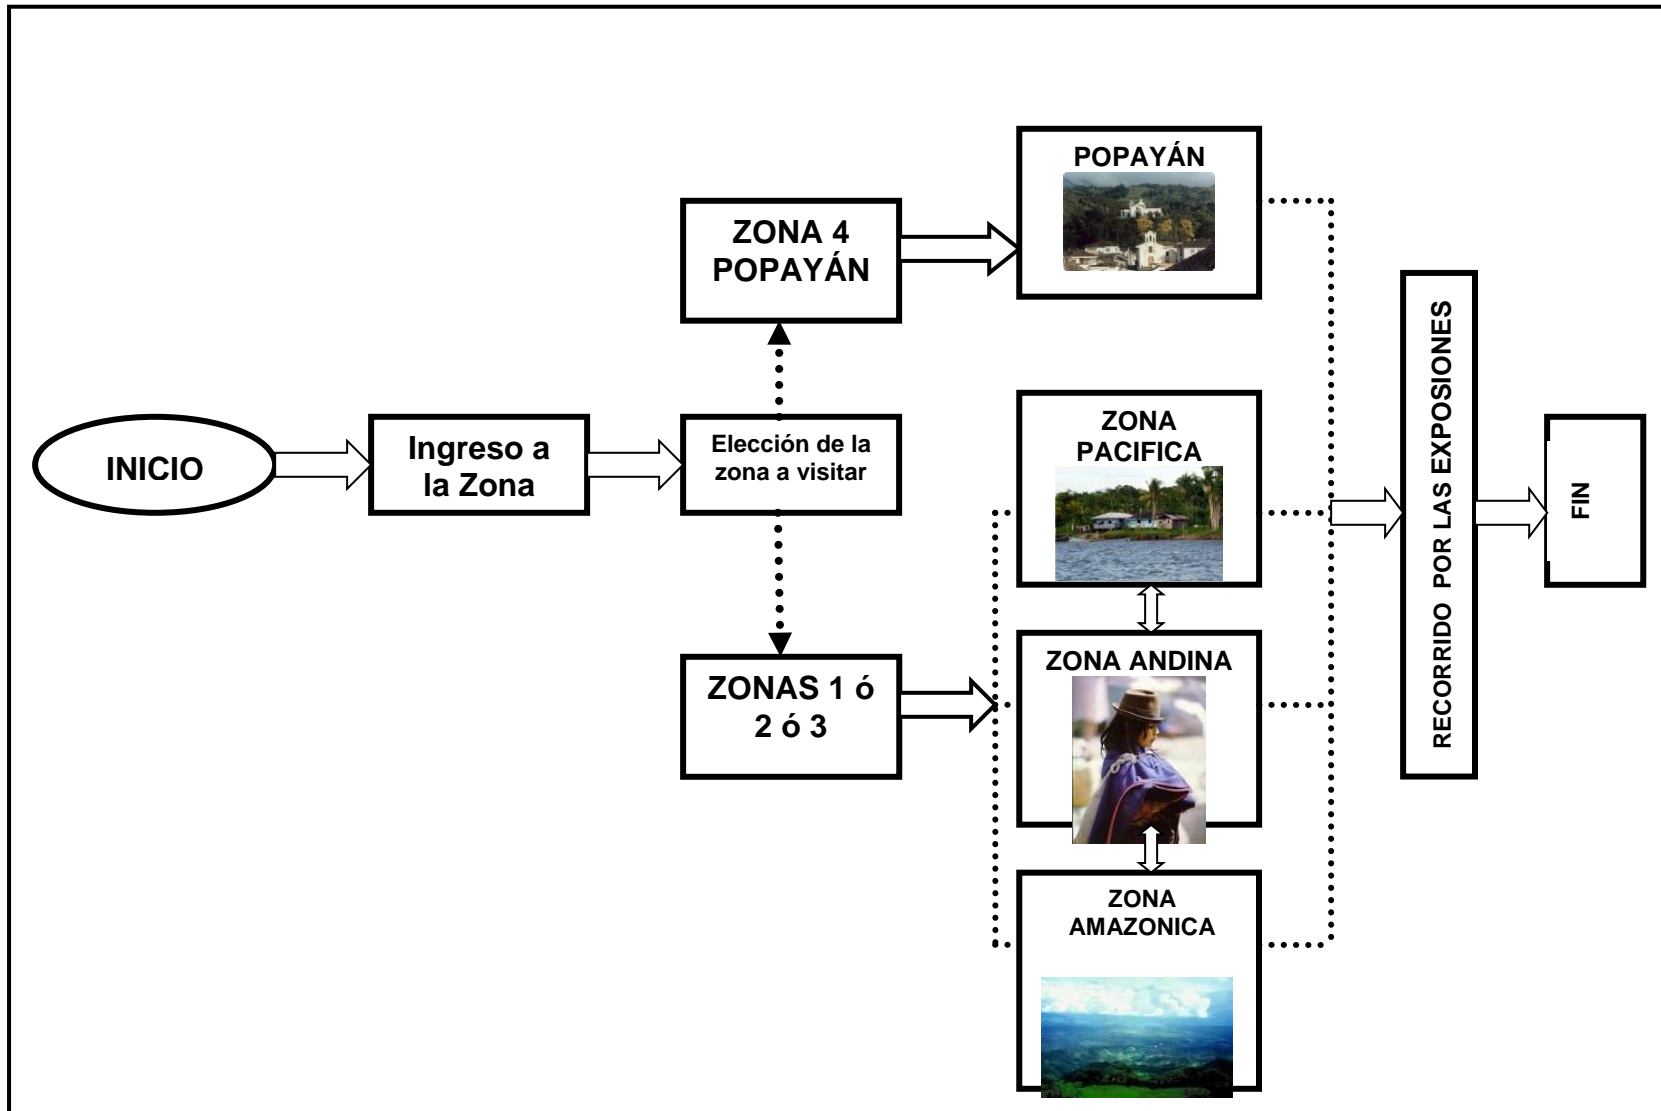 INICIO
Ingreso a
la Zona
Elección de la
zona a visitar
ZONA 4
POPAYÁN
ZONAS 1 ó
2 ó 3
POPAYÁN
ZONA
PACIFICA
ZONA ANDINA
ZONA
AMAZONICA
RECORRIDO POR LAS EXPOSIONES
FIN